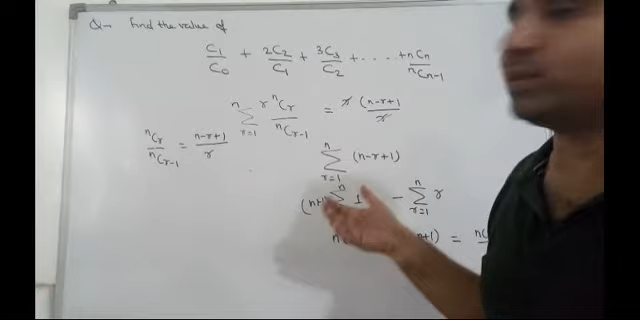 Q- Find the value of
C₁/C₀ + 2C₂/C₁ + 3C₃/C₂ + .... + nCₙ/ⁿCₙ₋₁
n∑r=1 r ⁿCᵣ/ⁿCᵣ₋₁ = r (n-r+1/r
ⁿCᵣ/ⁿCᵣ₋₁ = n-r+1/r
n∑r=1 (n-r+1)
(n+1) n∑ 1 - n∑r=1 r
n+1) =